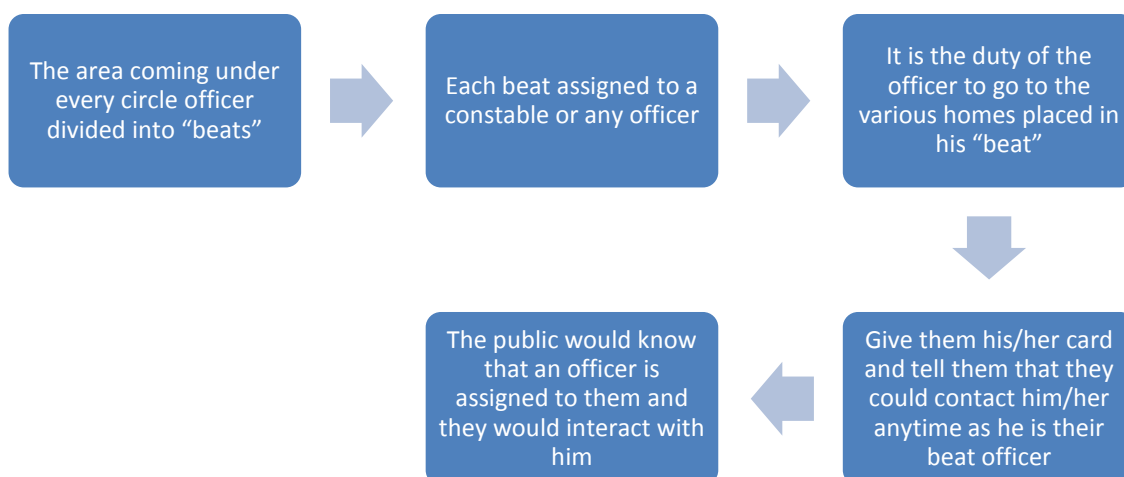 The area coming under
every circle officer
divided into “beats”
Each beat assigned to a
constable or any officer
It is the duty of the
officer to go to the
various homes placed in
his “beat”
Give them his/her card
and tell them that they
could contact him/her
anytime as he is their
beat officer
The public would know
that an officer is
assigned to them and
they would interact with
him